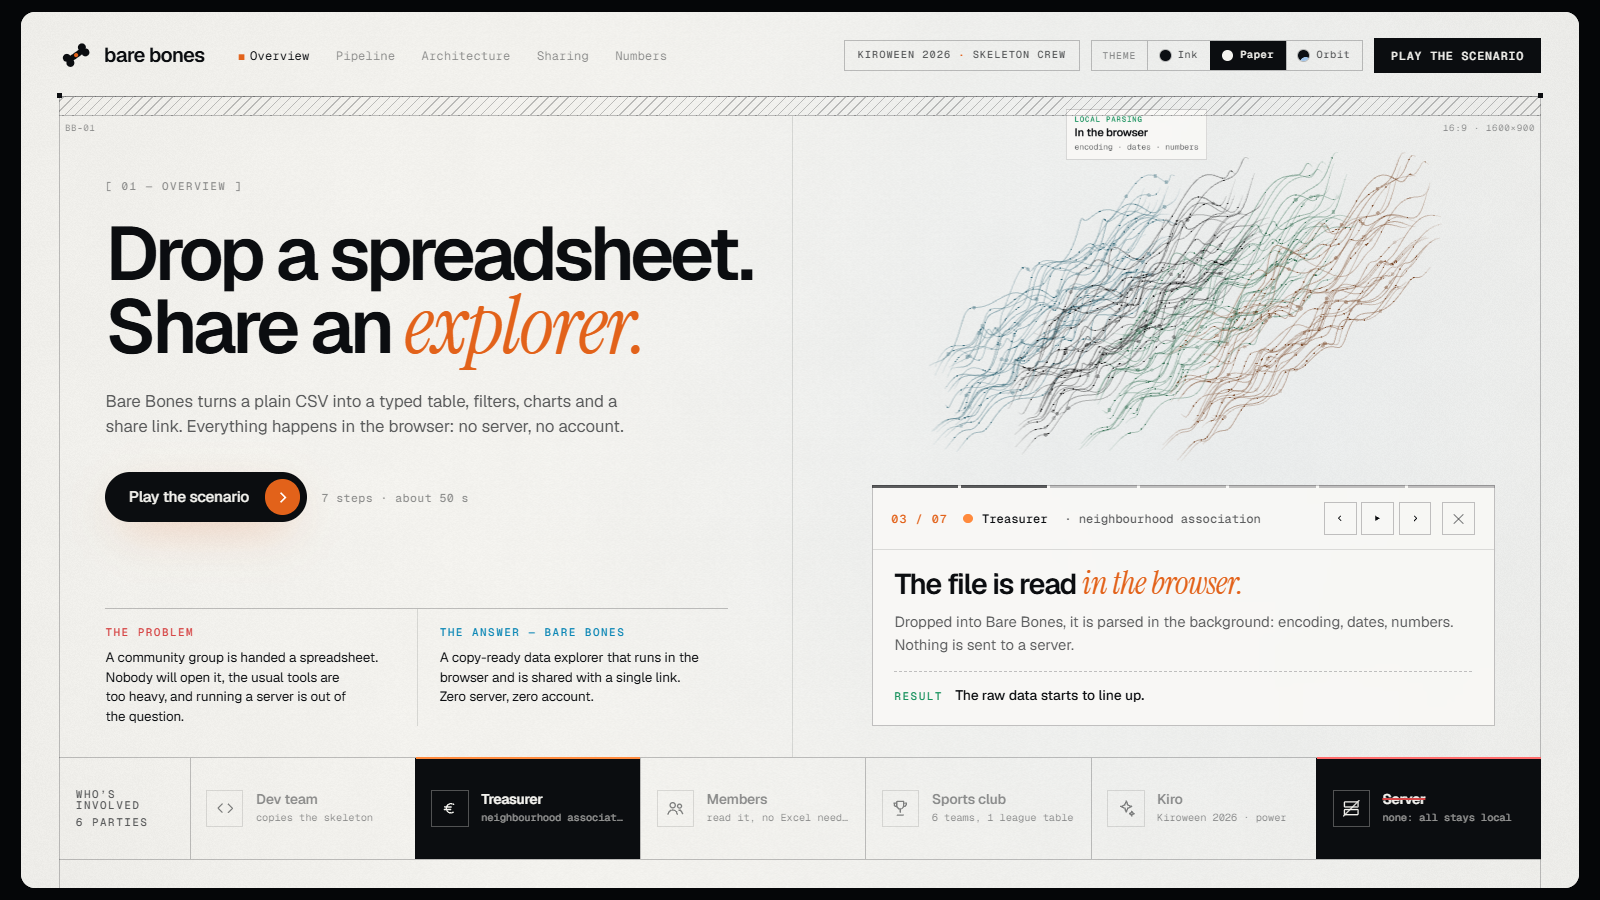 bare bones
Overview
Pipeline
Architecture
Sharing
Numbers
KIROWEEN 2026 · SKELETON CREW
THEME
Ink
Paper
Orbit
PLAY THE SCENARIO
BB-01
16:9 · 1600×900
LOCAL PARSING
In the browser
encoding · dates · numbers
[ 01 — OVERVIEW ]
Drop a spreadsheet.
Share an explorer.
Bare Bones turns a plain CSV into a typed table, filters, charts and a
share link. Everything happens in the browser: no server, no account.
Play the scenario
7 steps · about 50 s
THE PROBLEM
A community group is handed a spreadsheet.
Nobody will open it, the usual tools are
too heavy, and running a server is out of
the question.
THE ANSWER — BARE BONES
A copy-ready data explorer that runs in the
browser and is shared with a single link.
Zero server, zero account.
03 / 07
Treasurer · neighbourhood association
The file is read in the browser.
Dropped into Bare Bones, it is parsed in the background: encoding, dates, numbers.
Nothing is sent to a server.
RESULT The raw data starts to line up.
WHO'S
INVOLVED
6 PARTIES
Dev team
copies the skeleton
€
Treasurer
neighbourhood associat…
Members
read it, no Excel need…
Sports club
6 teams, 1 league table
Kiro
Kiroween 2026 · power
Server
none: all stays local